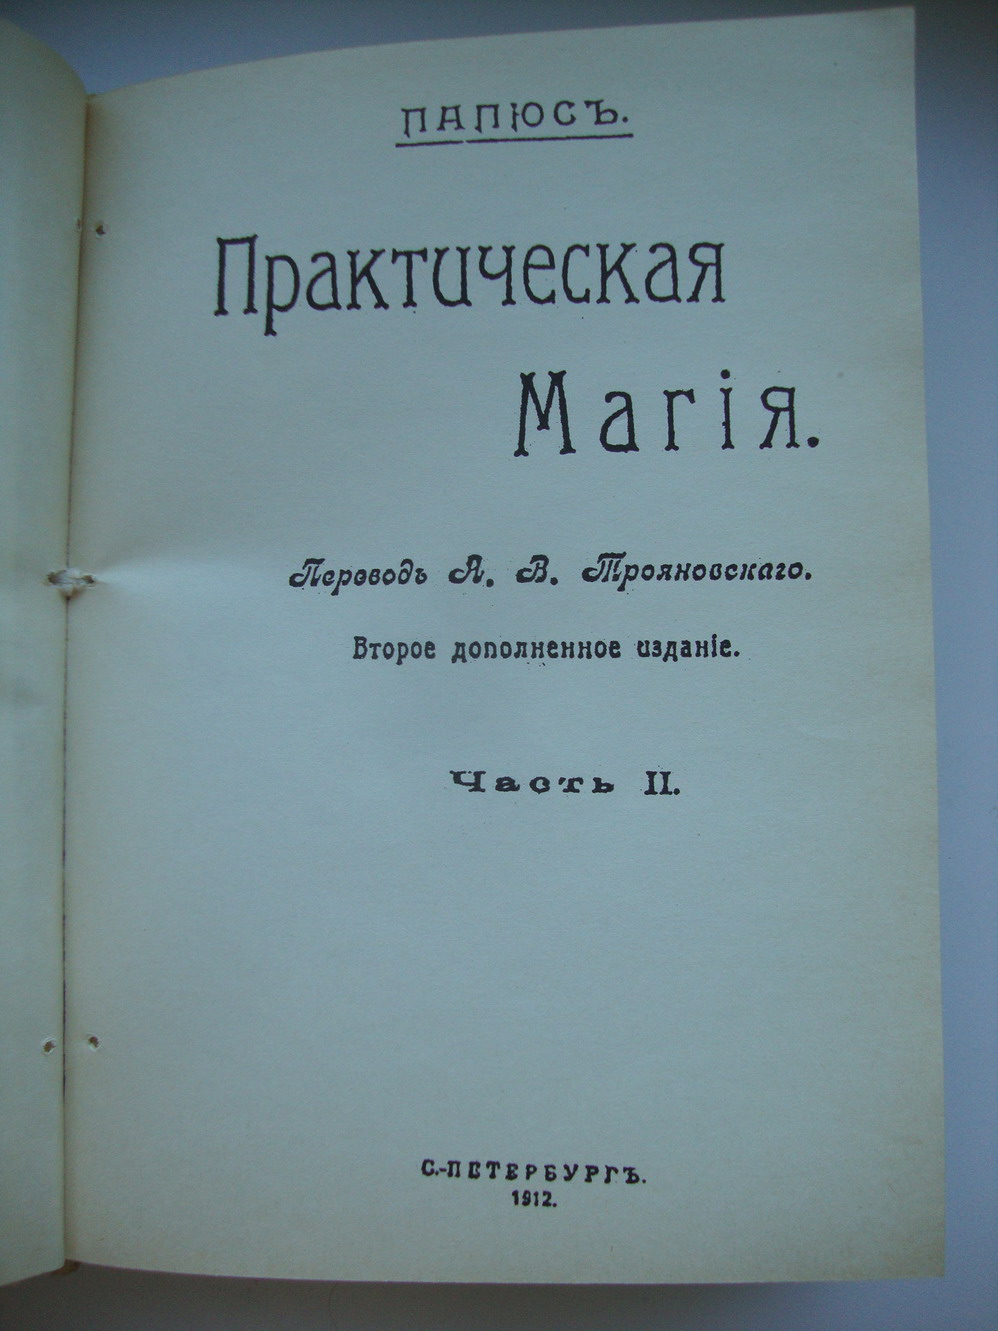 ПАПЮСЪ.
Практическая
Магія.
Переводъ А. В. Трояновскаго.
Второе дополненное изданіе.
Часть II.
С.-ПЕТЕРБУРГЪ.
1912.